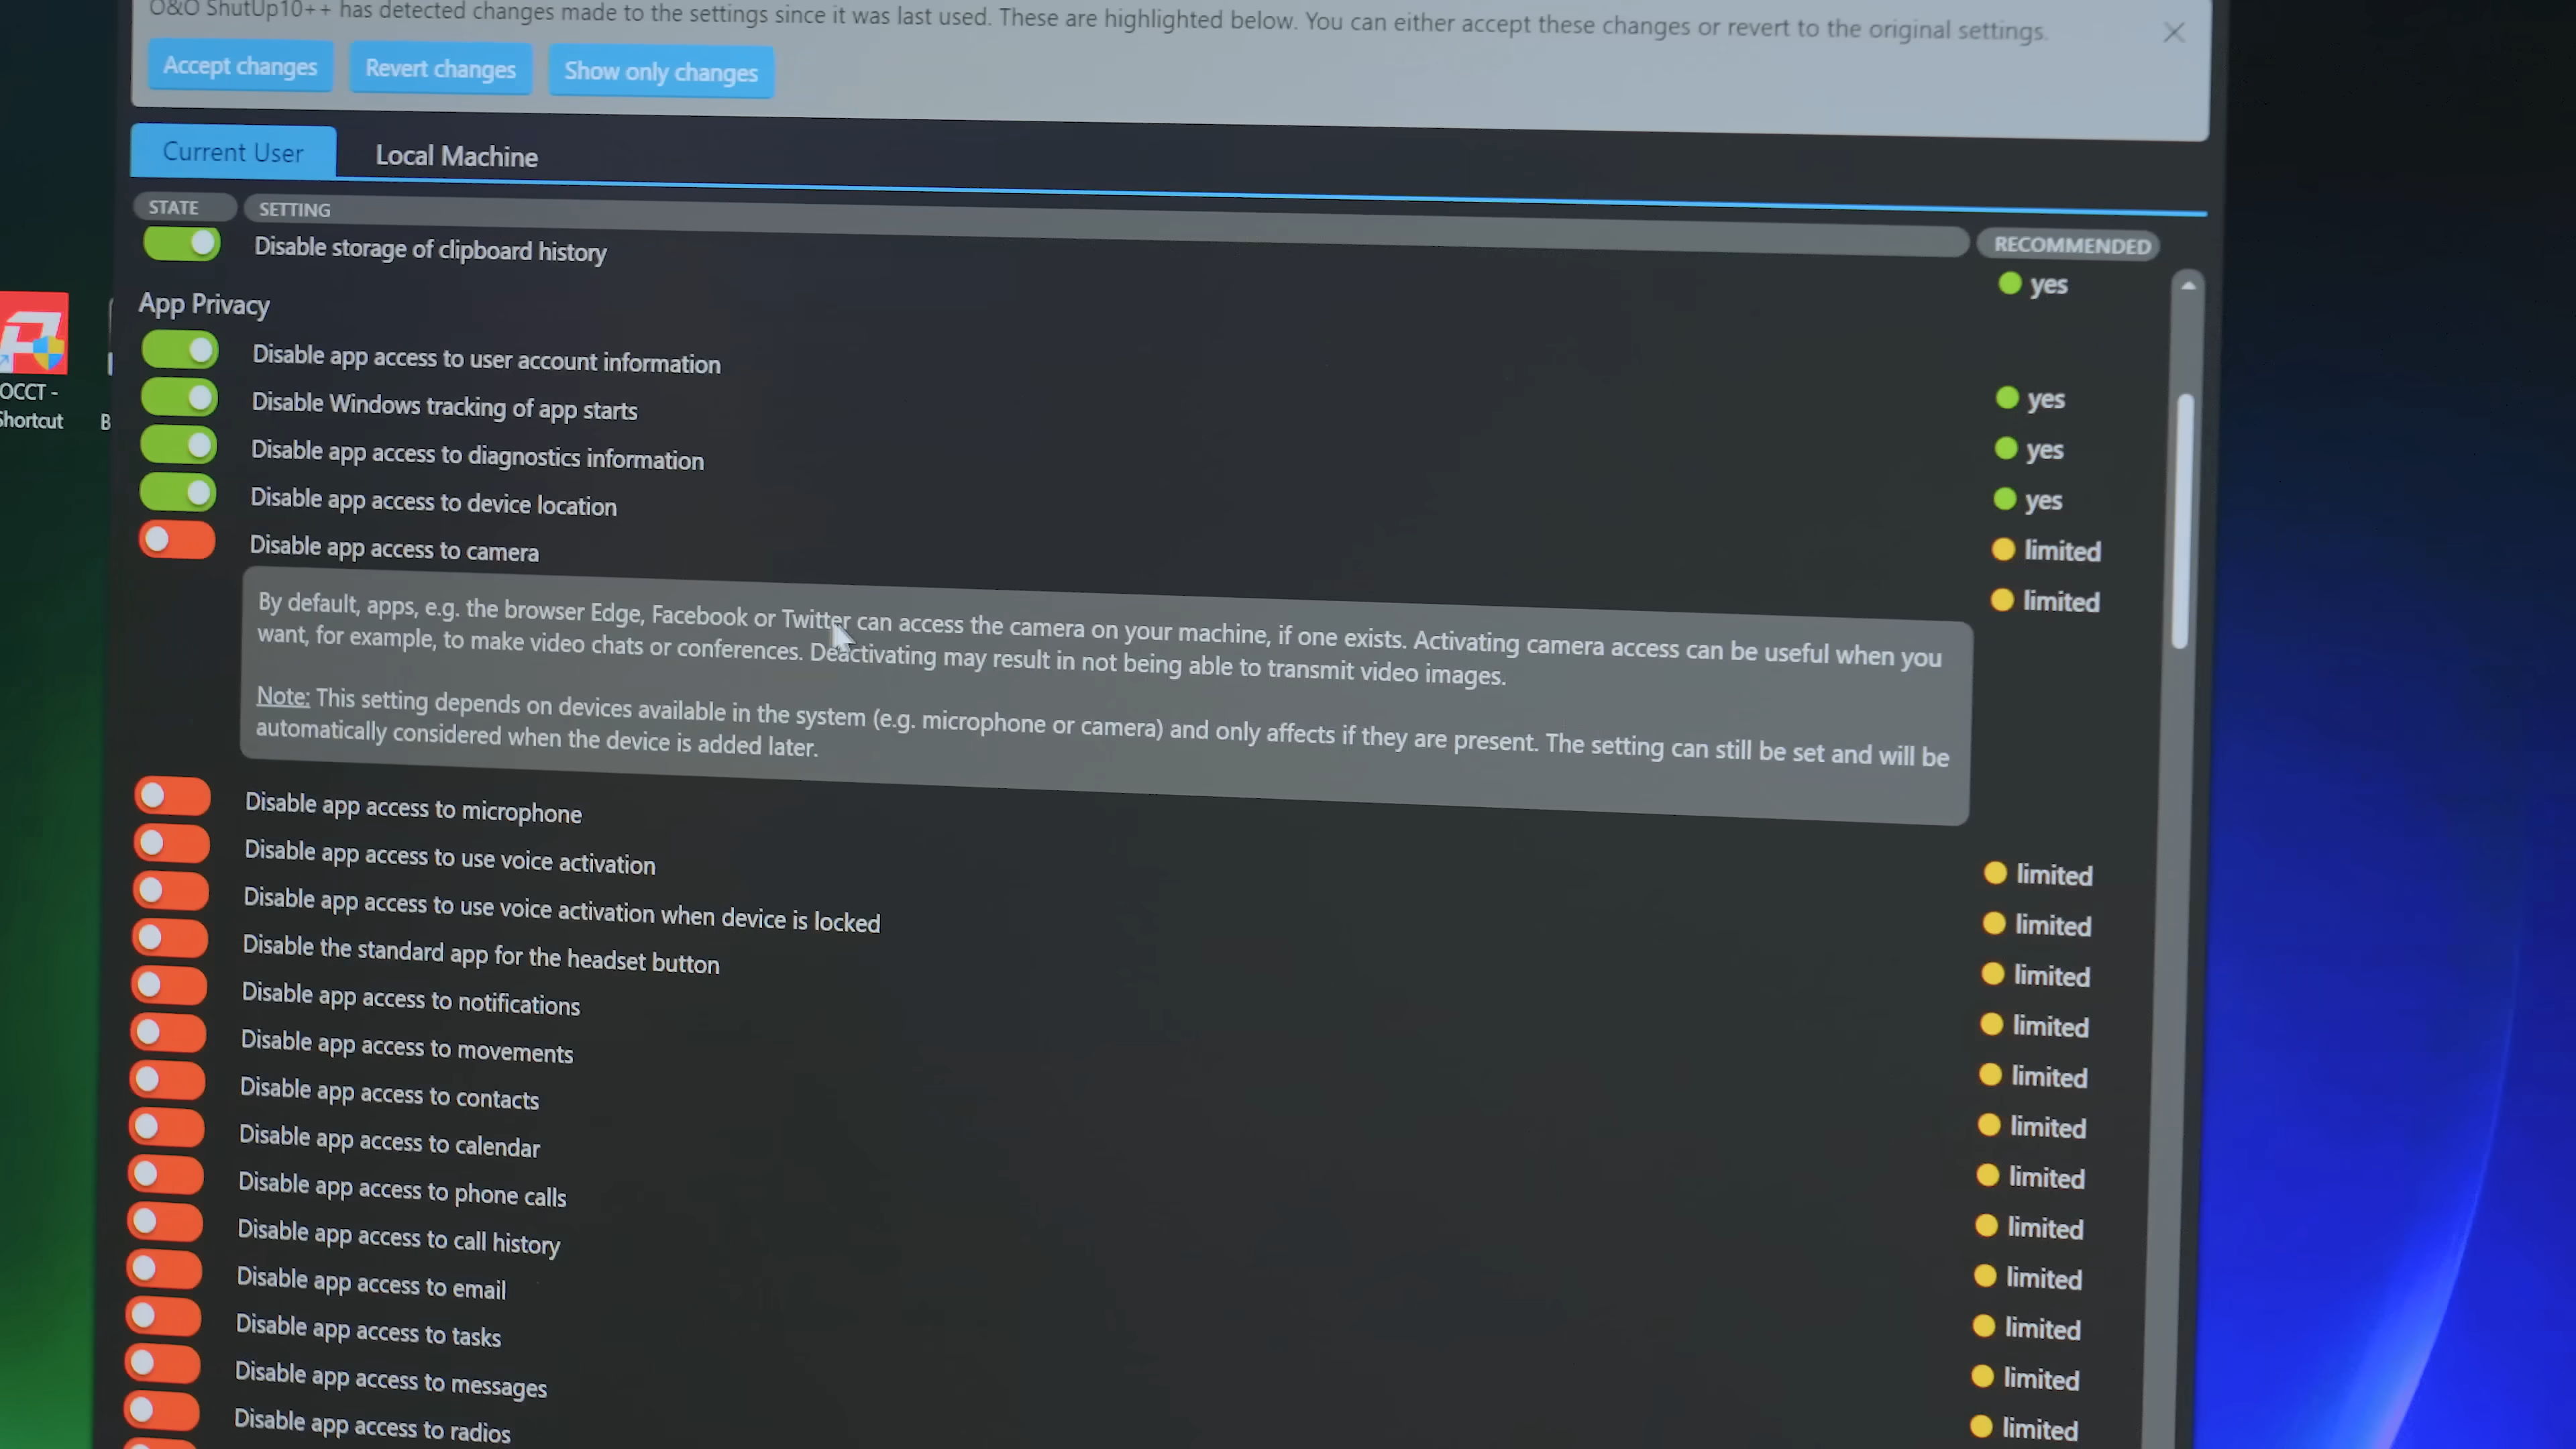 O&O ShutUp10++ has detected changes made to the settings since it was last used. These are highlighted below. You can either accept these changes or revert to the original settings.
Accept changes
Revert changes
Show only changes
Current User
Local Machine
STATE
SETTING
RECOMMENDED
Disable storage of clipboard history
yes
App Privacy
Disable app access to user account information
yes
Disable Windows tracking of app starts
yes
Disable app access to diagnostics information
yes
Disable app access to device location
limited
Disable app access to camera
limited
By default, apps, e.g. the browser Edge, Facebook or Twitter can access the camera on your machine, if one exists. Activating camera access can be useful when you
want, for example, to make video chats or conferences. Deactivating may result in not being able to transmit video images.
Note: This setting depends on devices available in the system (e.g. microphone or camera) and only affects if they are present. The setting can still be set and will be
automatically considered when the device is added later.
Disable app access to microphone
limited
Disable app access to use voice activation
limited
Disable app access to use voice activation when device is locked
limited
Disable the standard app for the headset button
limited
Disable app access to notifications
limited
Disable app access to movements
limited
Disable app access to contacts
limited
Disable app access to calendar
limited
Disable app access to phone calls
limited
Disable app access to call history
limited
Disable app access to email
limited
Disable app access to tasks
limited
Disable app access to messages
Disable app access to radios
OCCT -
Shortcut
B